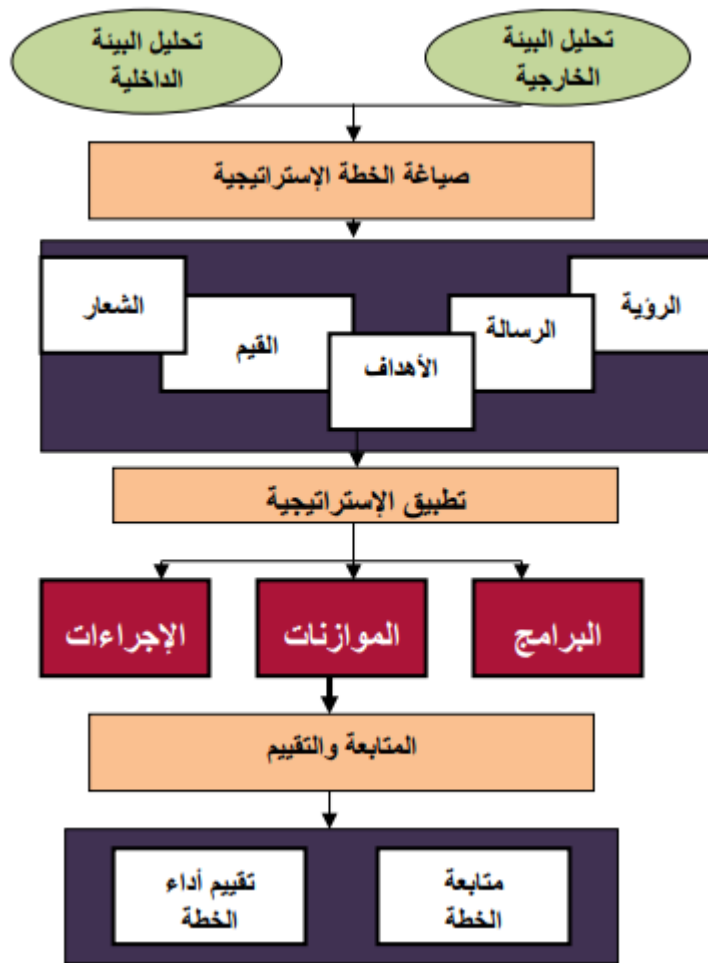 تحليل البيئة
الخارجية
تحليل البيئة
الداخلية
صياغة الخطة الإستراتيجية
الرؤية
الرسالة
الأهداف
القيم
الشعار
تطبيق الإستراتيجية
البرامج
الموازنات
الإجراءات
المتابعة والتقييم
متابعة
الخطة
تقييم أداء
الخطة